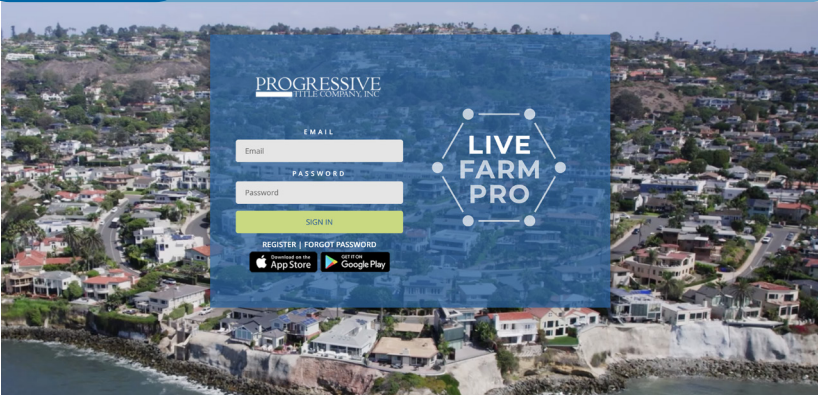 PROGRESSIVE
TITLE COMPANY, INC
EMAIL
Email
PASSWORD
Password
SIGN IN
REGISTER | FORGOT PASSWORD
Download on the
App Store
GET IT ON
Google Play
LIVE
FARM
PRO